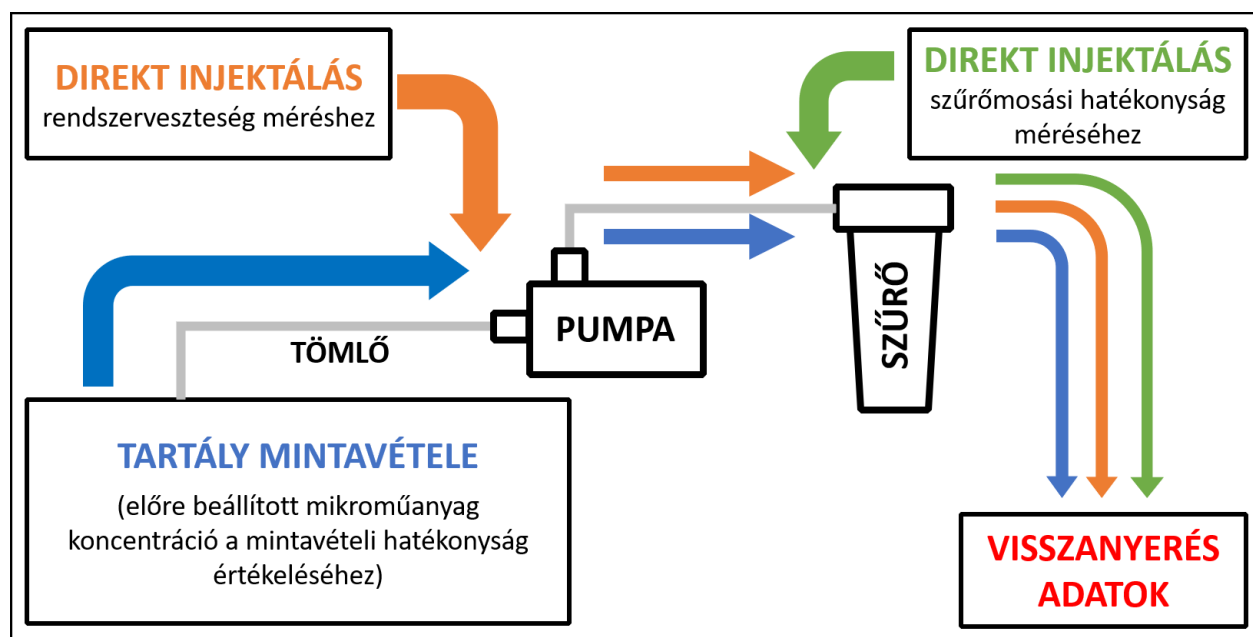 DIREKT INJEKTÁLÁS
rendszerveszteség méréshez
DIREKT INJEKTÁLÁS
szűrőmosási hatékonyság
méréséhez
SZŰRŐ
PUMPA
TÖMLŐ
TARTÁLY MINTAVÉTELE
(előre beállított mikroműanyag
koncentráció a mintavételi hatékonyság
értékeléséhez)
VISSZANYERÉS
ADATOK